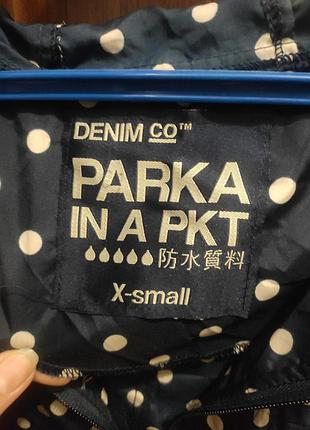 DENIM CO™
PARKA
IN A PKT
防水質料
X-small